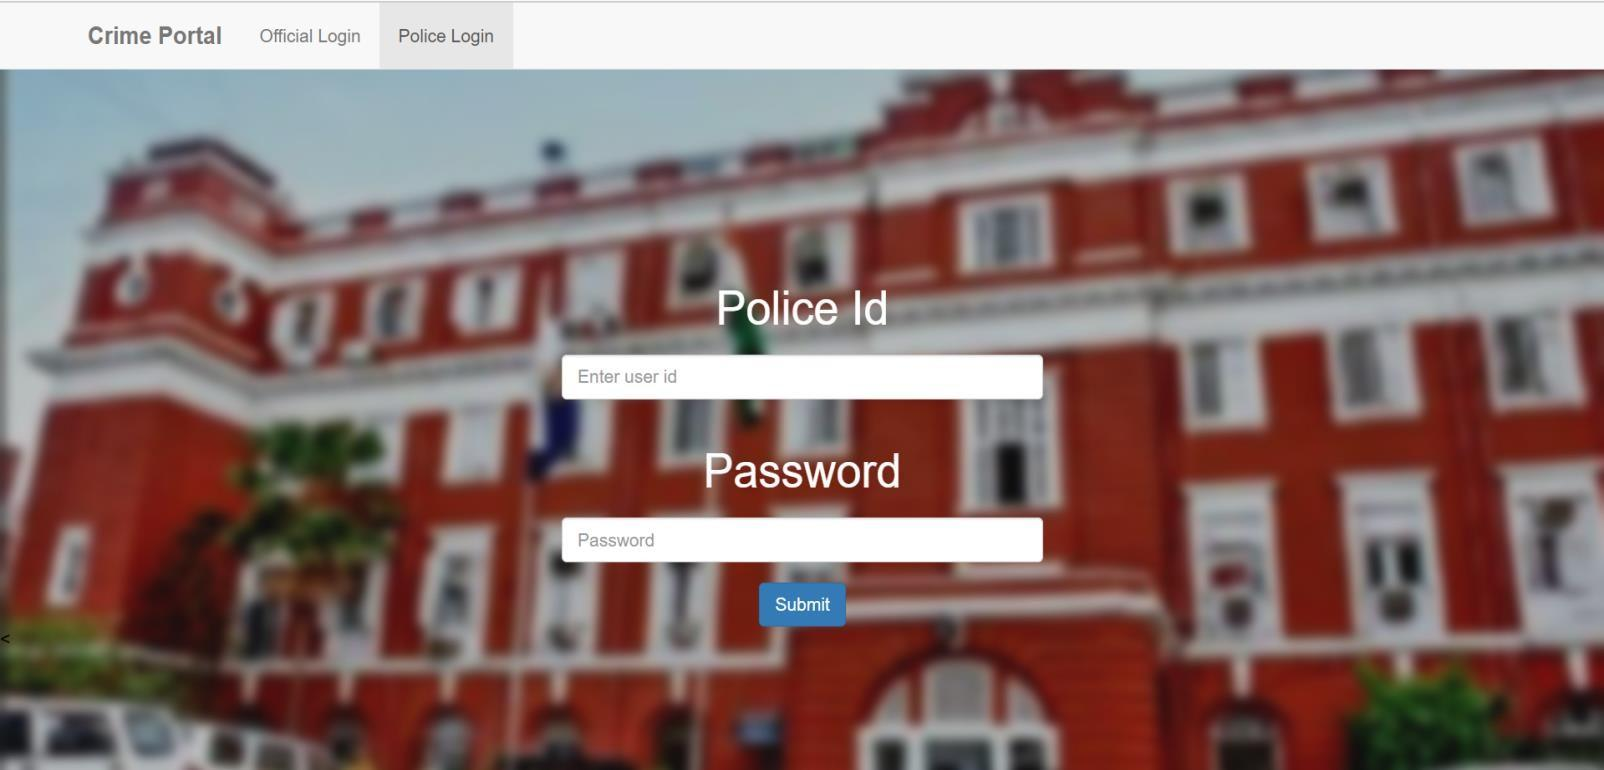 Crime Portal Official Login Police Login
Police Id
Enter user id
Password
Password
Submit
<